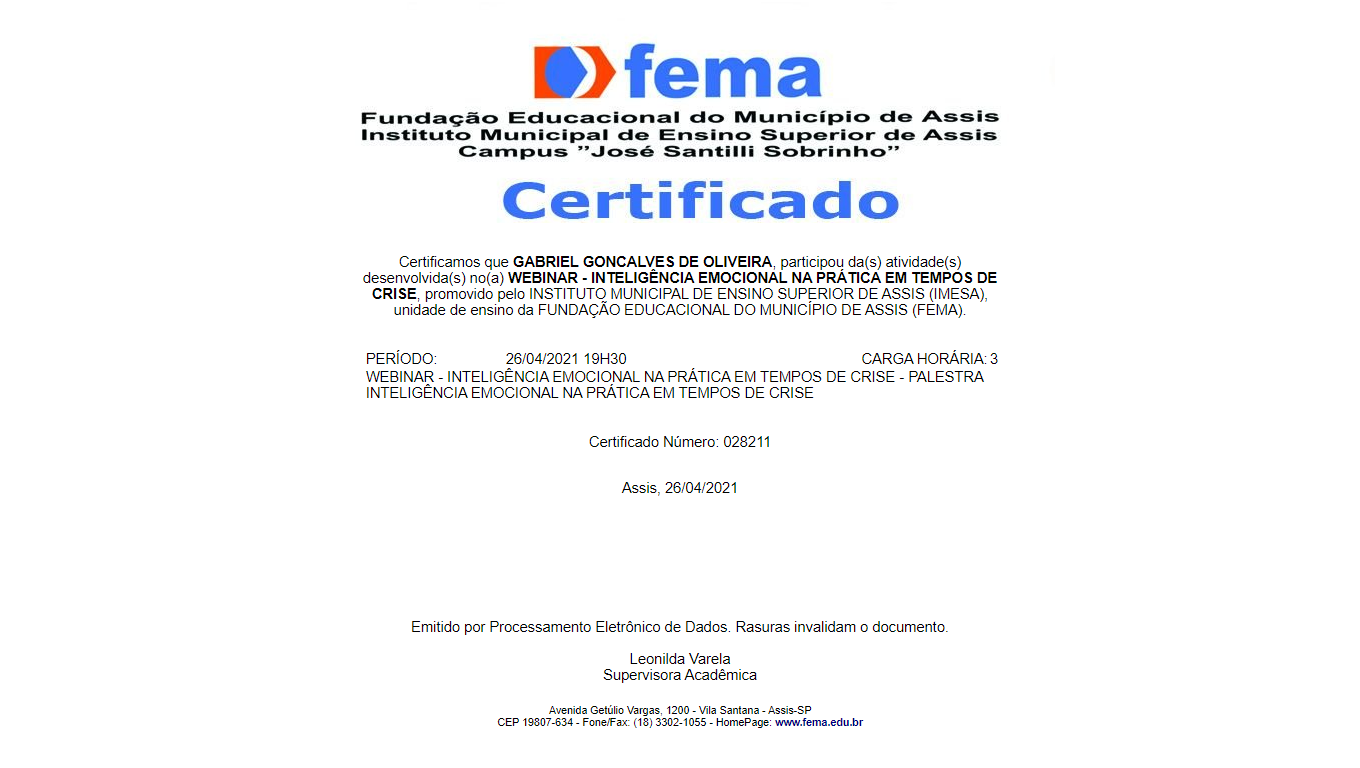 fema
Fundação Educacional do Município de Assis
Instituto Municipal de Ensino Superior de Assis
Campus ”José Santilli Sobrinho”
Certificado
Certificamos que GABRIEL GONCALVES DE OLIVEIRA, participou da(s) atividade(s)
desenvolvida(s) no(a) WEBINAR - INTELIGÊNCIA EMOCIONAL NA PRÁTICA EM TEMPOS DE
CRISE, promovido pelo INSTITUTO MUNICIPAL DE ENSINO SUPERIOR DE ASSIS (IMESA),
unidade de ensino da FUNDAÇÃO EDUCACIONAL DO MUNICÍPIO DE ASSIS (FEMA).
PERÍODO: 26/04/2021 19H30 CARGA HORÁRIA: 3
WEBINAR - INTELIGÊNCIA EMOCIONAL NA PRÁTICA EM TEMPOS DE CRISE - PALESTRA
INTELIGÊNCIA EMOCIONAL NA PRÁTICA EM TEMPOS DE CRISE
Certificado Número: 028211
Assis, 26/04/2021
Emitido por Processamento Eletrônico de Dados. Rasuras invalidam o documento.
Leonilda Varela
Supervisora Acadêmica
Avenida Getúlio Vargas, 1200 - Vila Santana - Assis-SP
CEP 19807-634 - Fone/Fax: (18) 3302-1055 - HomePage: www.fema.edu.br